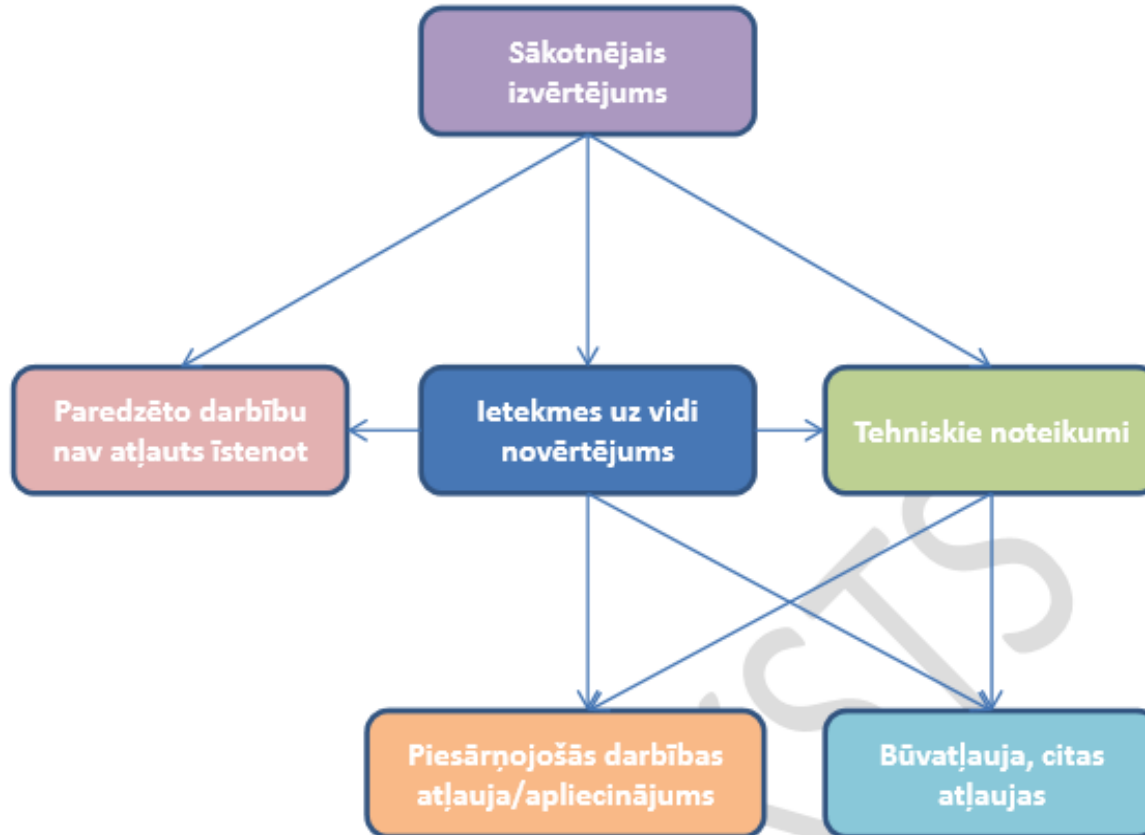 Sākotnējais
izvērtējums
Paredzēto darbību
nav atļauts īstenot
Ietekmes uz vidi
novērtējums
Tehniskie noteikumi
Piesārņojošās darbības
atļauja/apliecinājums
Būvatļauja, citas
atļaujas